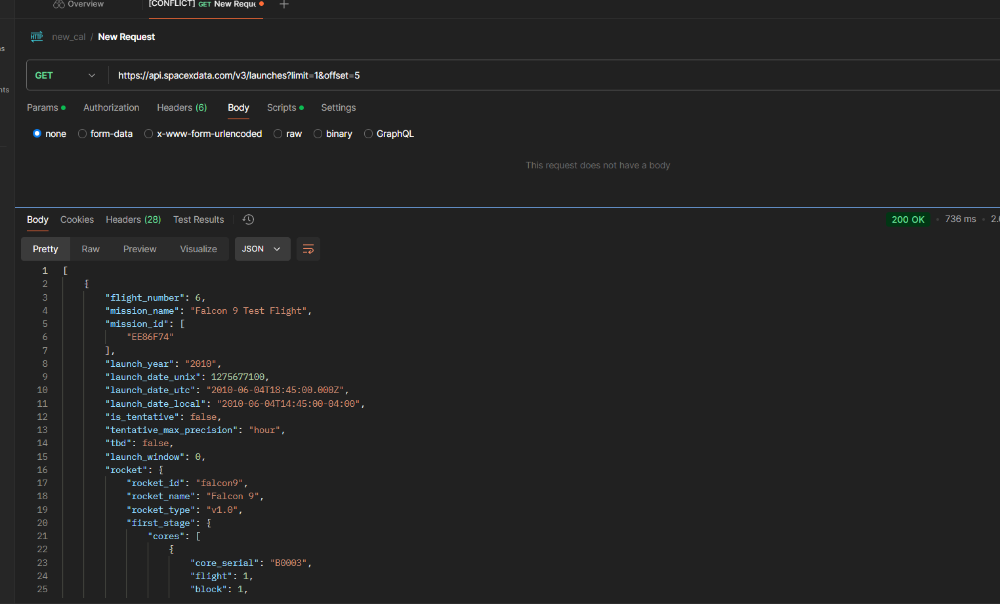 Overview [CONFLICT] GET New Reque
new_cal / New Request
GET https://api.spacexdata.com/v3/launches?limit=1&offset=5
Params Authorization Headers (6) Body Scripts Settings
none form-data x-www-form-urlencoded raw binary GraphQL
This request does not have a body
Body Cookies Headers (28) Test Results 200 OK 736 ms
Pretty Raw Preview Visualize JSON
1 [
2 {
3 "flight_number": 6,
4 "mission_name": "Falcon 9 Test Flight",
5 "mission_id": [
6 "EE86F74"
7 ],
8 "launch_year": "2010",
9 "launch_date_unix": 1275677100,
10 "launch_date_utc": "2010-06-04T18:45:00.000Z",
11 "launch_date_local": "2010-06-04T14:45:00-04:00",
12 "is_tentative": false,
13 "tentative_max_precision": "hour",
14 "tbd": false,
15 "launch_window": 0,
16 "rocket": {
17 "rocket_id": "falcon9",
18 "rocket_name": "Falcon 9",
19 "rocket_type": "v1.0",
20 "first_stage": {
21 "cores": [
22 {
23 "core_serial": "B0003",
24 "flight": 1,
25 "block": 1,